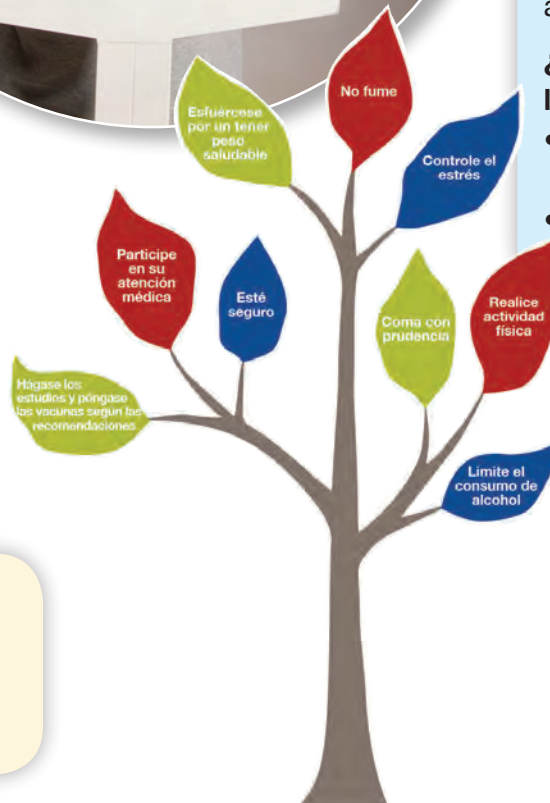 No fume
Esfuércese
por un tener
peso
saludable
Controle el
estrés
Participe
en su
atención
médica
Esté
seguro
Coma con
prudencia
Realice
actividad
física
Hágase los
estudios y póngase
las vacunas según las
recomendaciones
Limite el
consumo de
alcohol